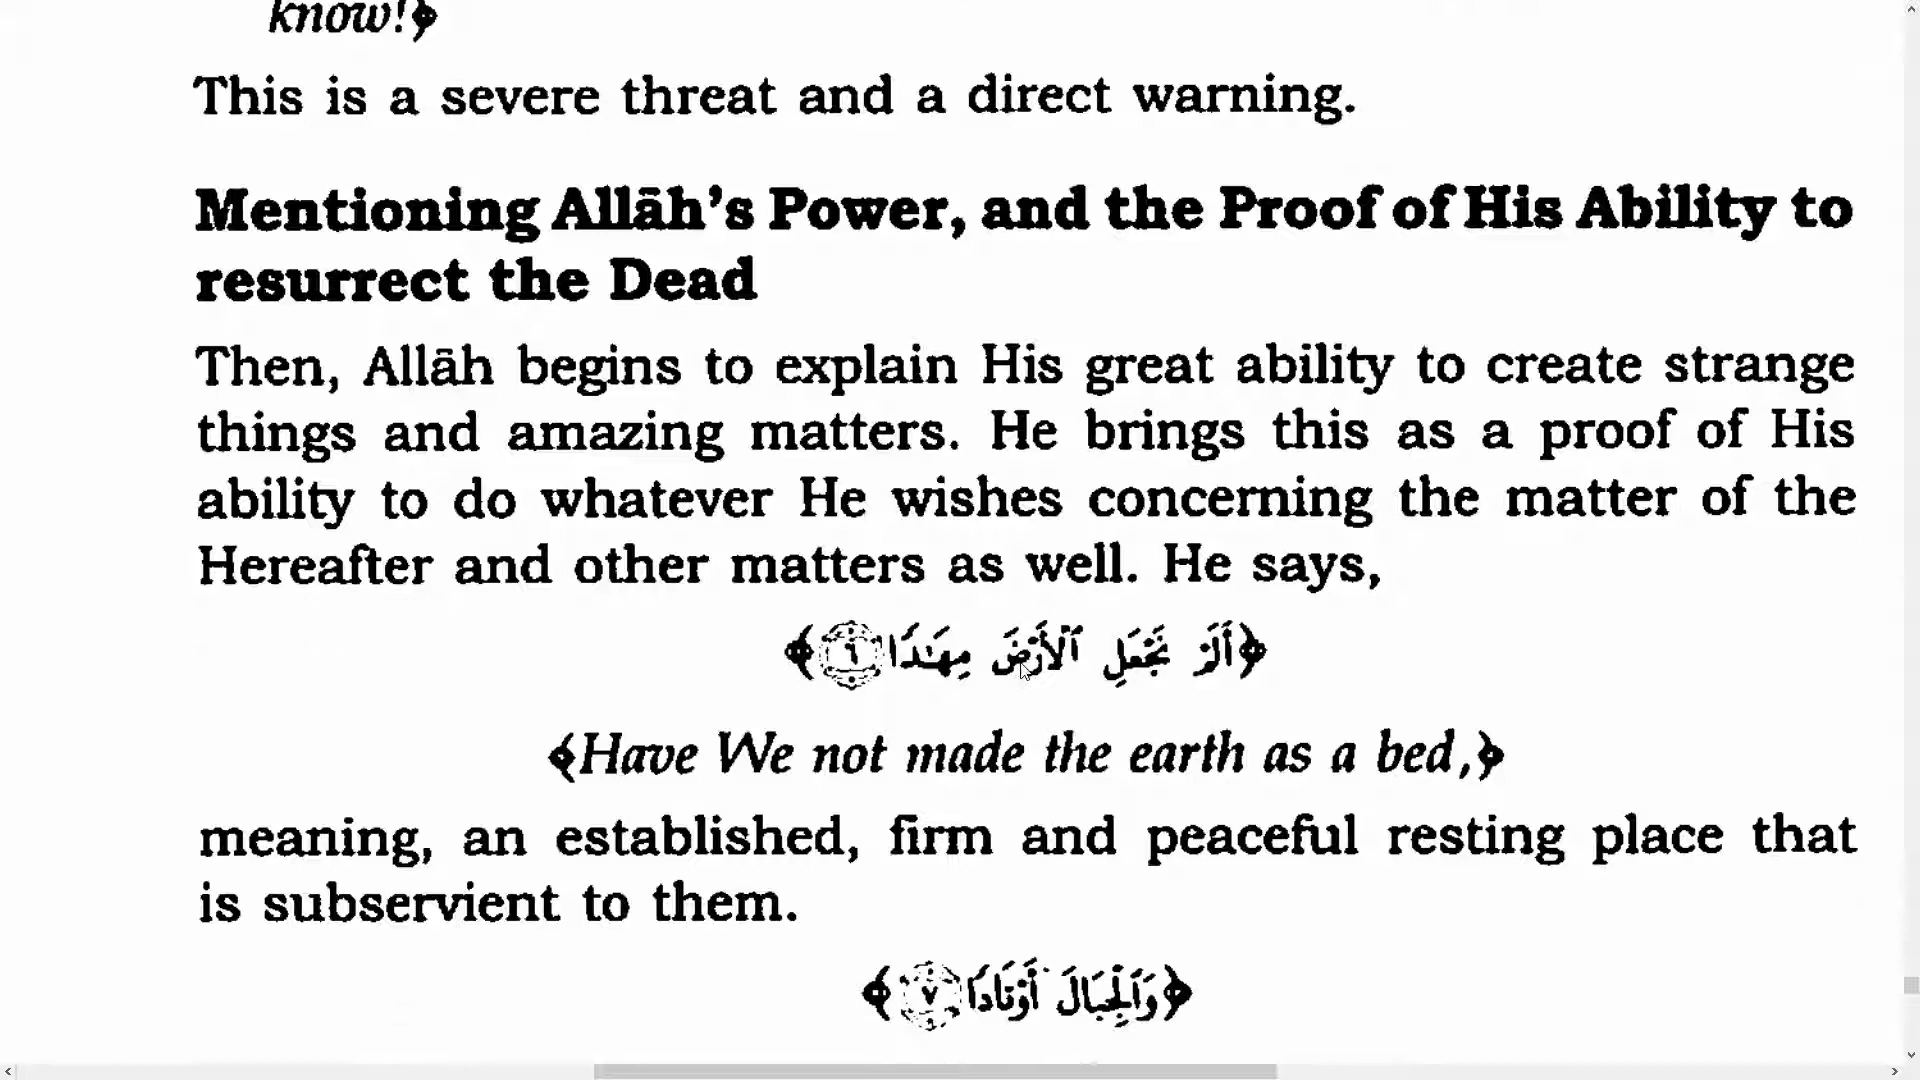 know!﴾
This is a severe threat and a direct warning.
Mentioning Allāh's Power, and the Proof of His Ability to
resurrect the Dead
Then, Allāh begins to explain His great ability to create strange
things and amazing matters. He brings this as a proof of His
ability to do whatever He wishes concerning the matter of the
Hereafter and other matters as well. He says,
﴿أَلَمْ نَجْعَلِ ٱلْأَرْضَ مِهَٰدًا ٦﴾
﴾Have We not made the earth as a bed,﴿
meaning, an established, firm and peaceful resting place that
is subservient to them.
﴿وَٱلْجِبَالَ أَوْتَادًا ٧﴾